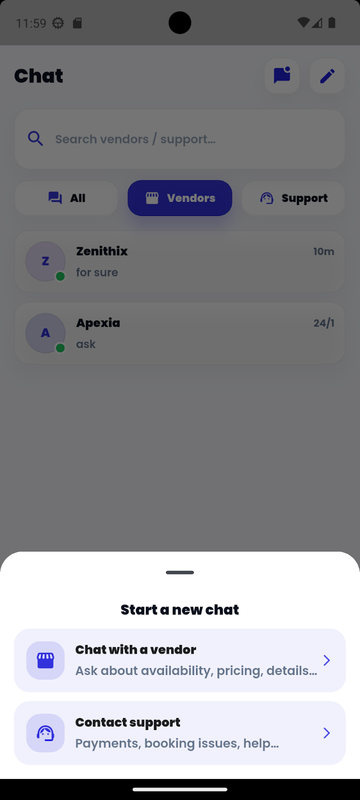 11:59
Chat
Search vendors / support...
All
Vendors
Support
Z
Zenithix
10m
for sure
A
Apexia
24/1
ask
Start a new chat
Chat with a vendor
Ask about availability, pricing, details...
Contact support
Payments, booking issues, help...